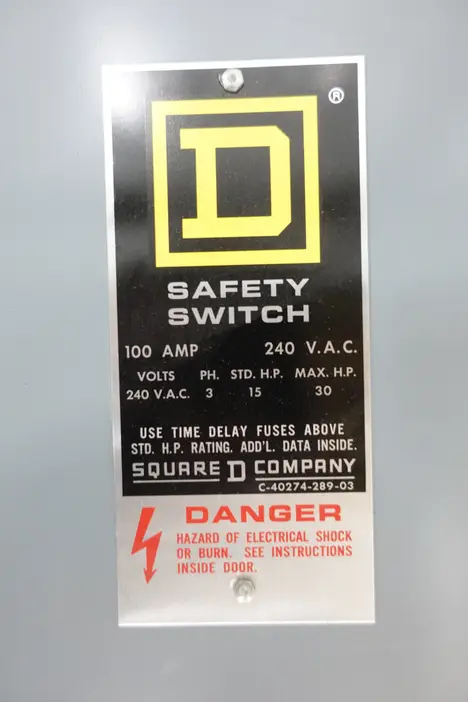 D
®
SAFETY
SWITCH
100 AMP 240 V.A.C.
VOLTS PH. STD. H.P. MAX. H.P.
240 V.A.C. 3 15 30
USE TIME DELAY FUSES ABOVE
STD. H.P. RATING. ADD'L. DATA INSIDE.
SQUARE D COMPANY
C-40274-289-03
DANGER
HAZARD OF ELECTRICAL SHOCK
OR BURN. SEE INSTRUCTIONS
INSIDE DOOR.